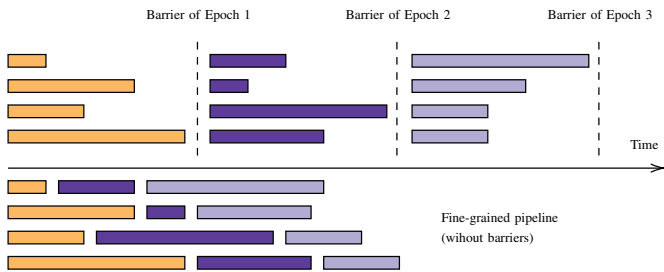 Barrier of Epoch 1
Barrier of Epoch 2
Barrier of Epoch 3
Time
Fine-grained pipeline
(wihout barriers)